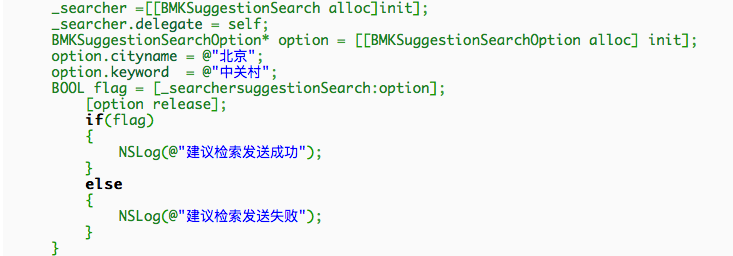 _searcher =[[BMKSuggestionSearch alloc]init];
_searcher.delegate = self;
BMKSuggestionSearchOption* option = [[BMKSuggestionSearchOption alloc] init];
option.cityname = @"北京";
option.keyword  = @"中关村";
BOOL flag = [_searchersuggestionSearch:option];
[option release];
if(flag)
{
NSLog(@"建议检索发送成功");
}
else
{
NSLog(@"建议检索发送失败");
}
}